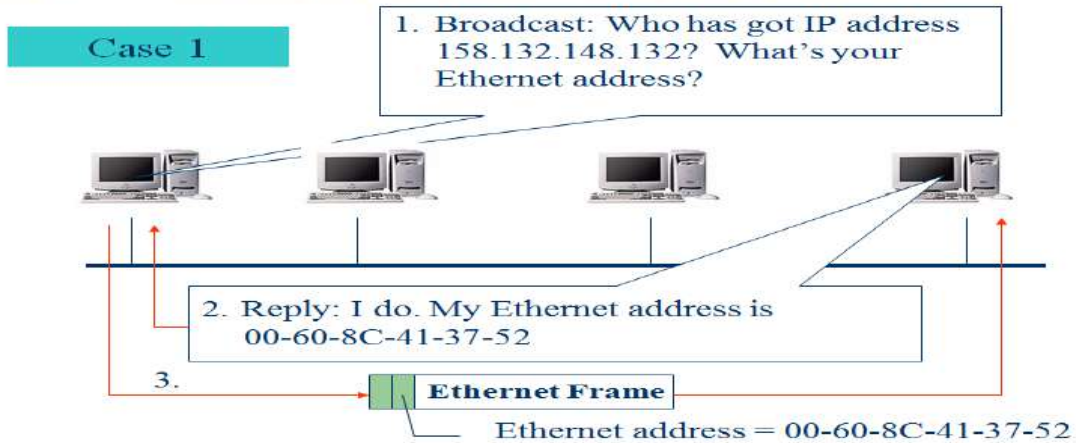 Case 1
1. Broadcast: Who has got IP address
158.132.148.132? What's your
Ethernet address?
2. Reply: I do. My Ethernet address is
00-60-8C-41-37-52
3.
Ethernet Frame
Ethernet address = 00-60-8C-41-37-52